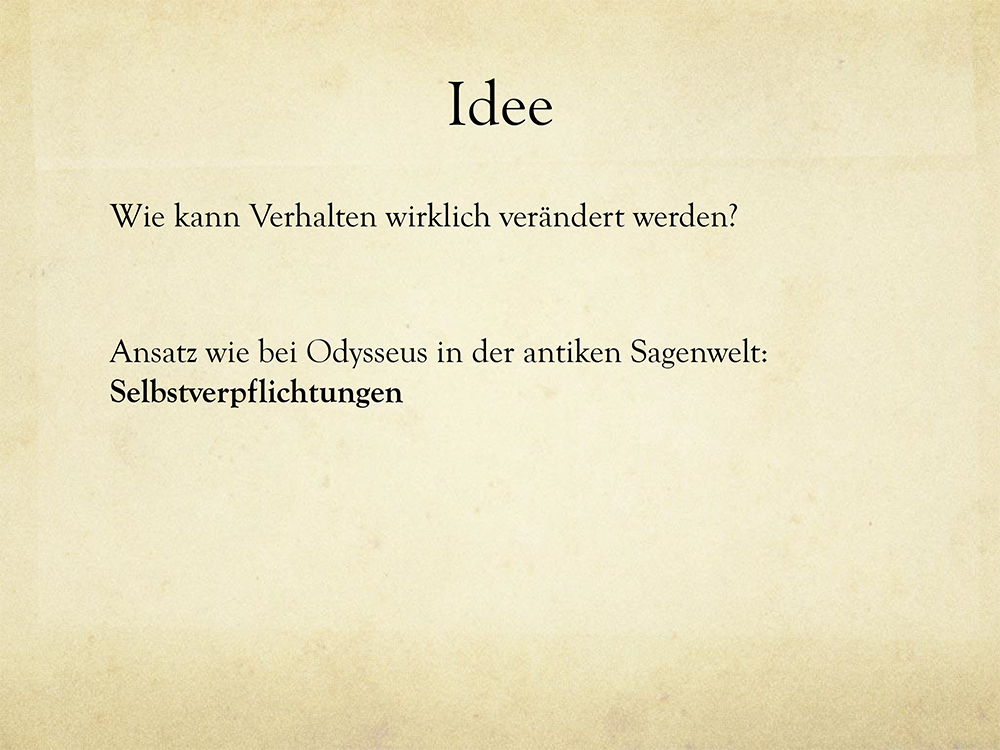 Idee
Wie kann Verhalten wirklich verändert werden?
Ansatz wie bei Odysseus in der antiken Sagenwelt:
Selbstverpflichtungen